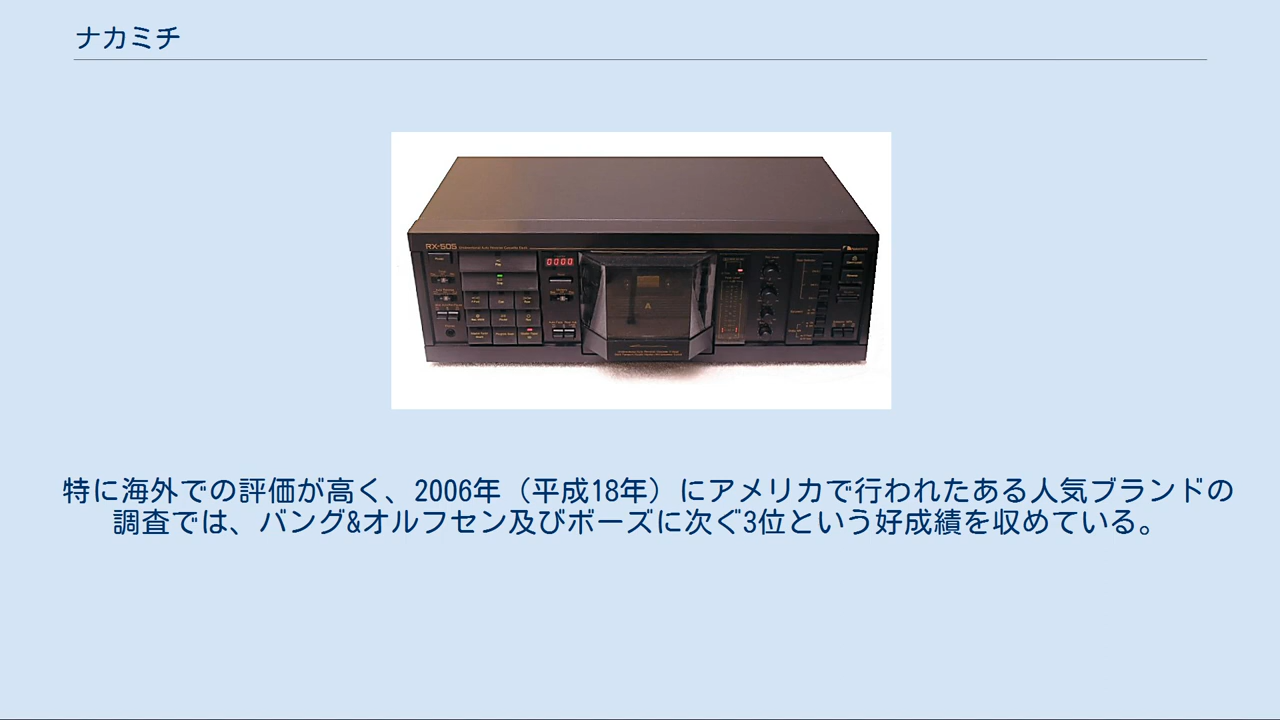 ナカミチ
RX-505
0000
特に海外での評価が高く、2006年（平成18年）にアメリカで行われたある人気ブランドの
調査では、バング&オルフセン及びボーズに次ぐ3位という好成績を収めている。